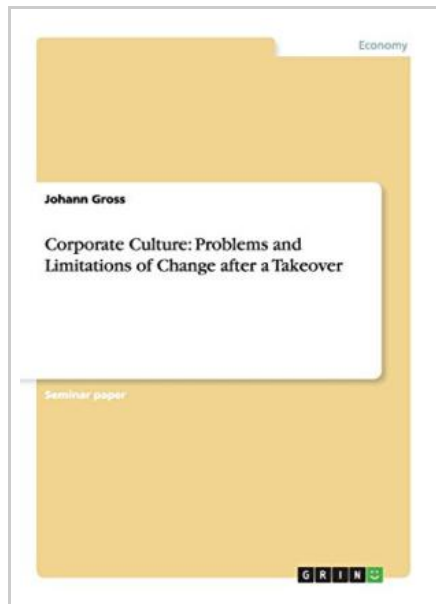 Economy
Johann Gross
Corporate Culture: Problems and
Limitations of Change after a Takeover
Seminar paper
GRIN